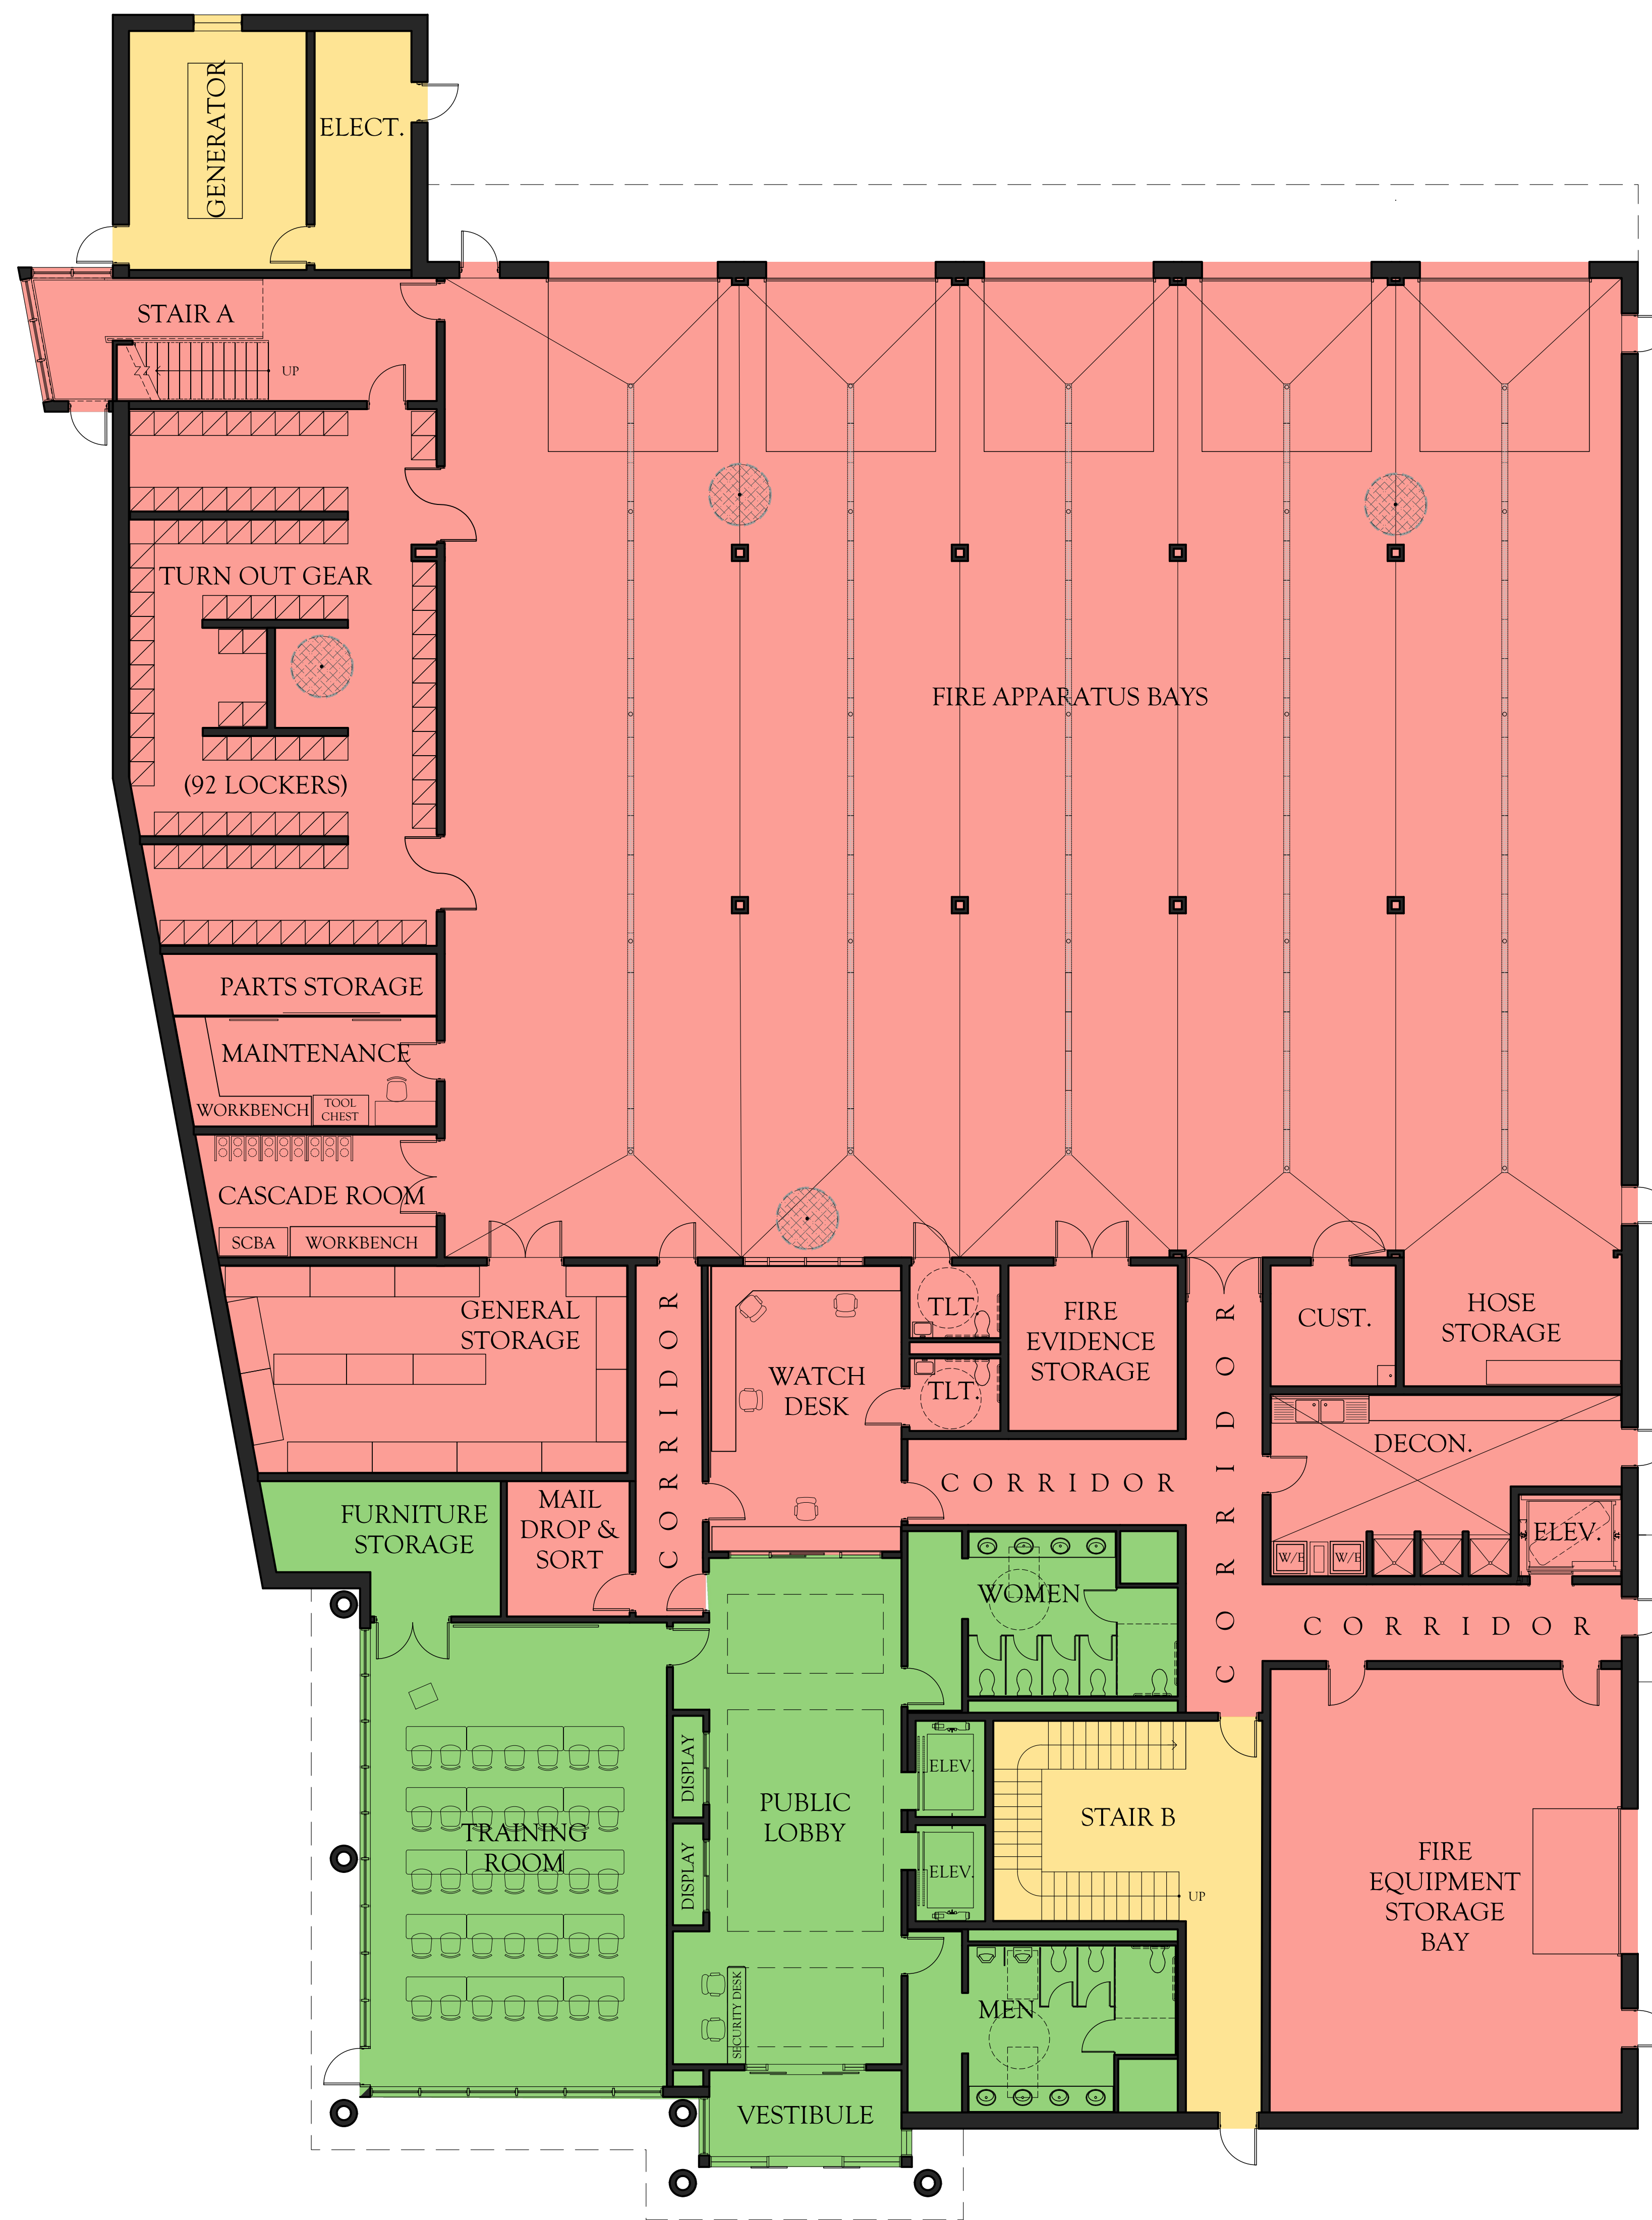 GENERATOR
ELECT.
STAIR A
UP
TURN OUT GEAR
(92 LOCKERS)
FIRE APPARATUS BAYS
PARTS STORAGE
MAINTENANCE
WORKBENCH
TOOL
CHEST
CASCADE ROOM
SCBA
WORKBENCH
GENERAL
STORAGE
CORRIDOR
WATCH
DESK
TLT.
TLT.
FIRE
EVIDENCE
STORAGE
CORRIDOR
CUST.
HOSE
STORAGE
DECON.
CORRIDOR
W/E
W/E
ELEV.
CORRIDOR
FURNITURE
STORAGE
MAIL
DROP &
SORT
WOMEN
TRAINING
ROOM
DISPLAY
DISPLAY
PUBLIC
LOBBY
ELEV.
ELEV.
STAIR B
UP
FIRE
EQUIPMENT
STORAGE
BAY
SECURITY DESK
MEN
VESTIBULE